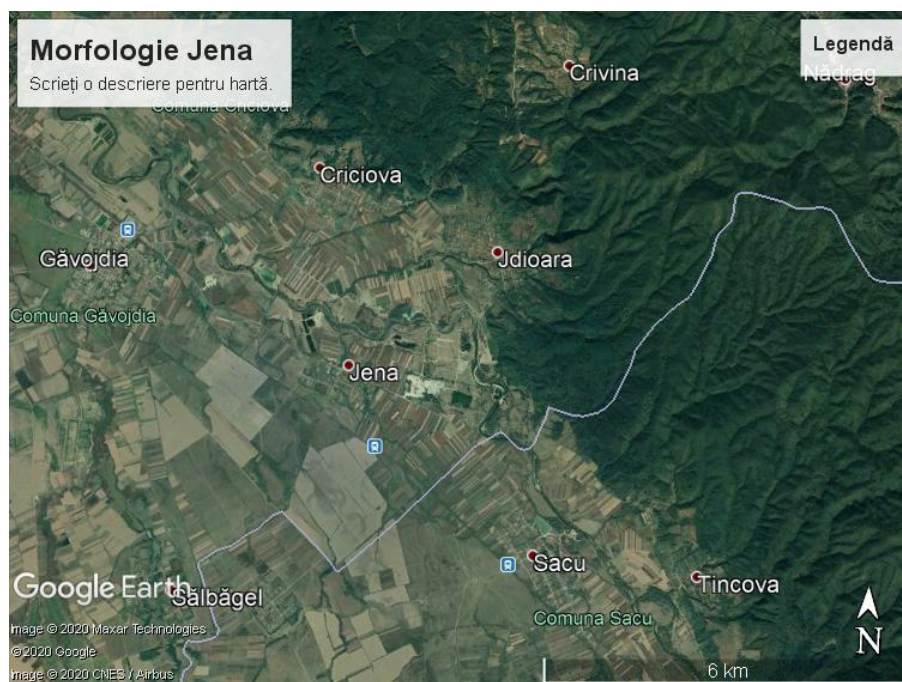 Morfologie Jena
Scrieți o descriere pentru hartă.
Legendă
Crivina
Nădrag
Comuna Criciova
Criciova
Găvojdia
Jdioara
Comuna Găvojdia
Jena
Sacu
Tincova
Google Earth
Sălbăgel
Comuna Sacu
Image © 2020 Maxar Technologies
©2020 Google
Image © 2020 CNES / Airbus
6 km
N